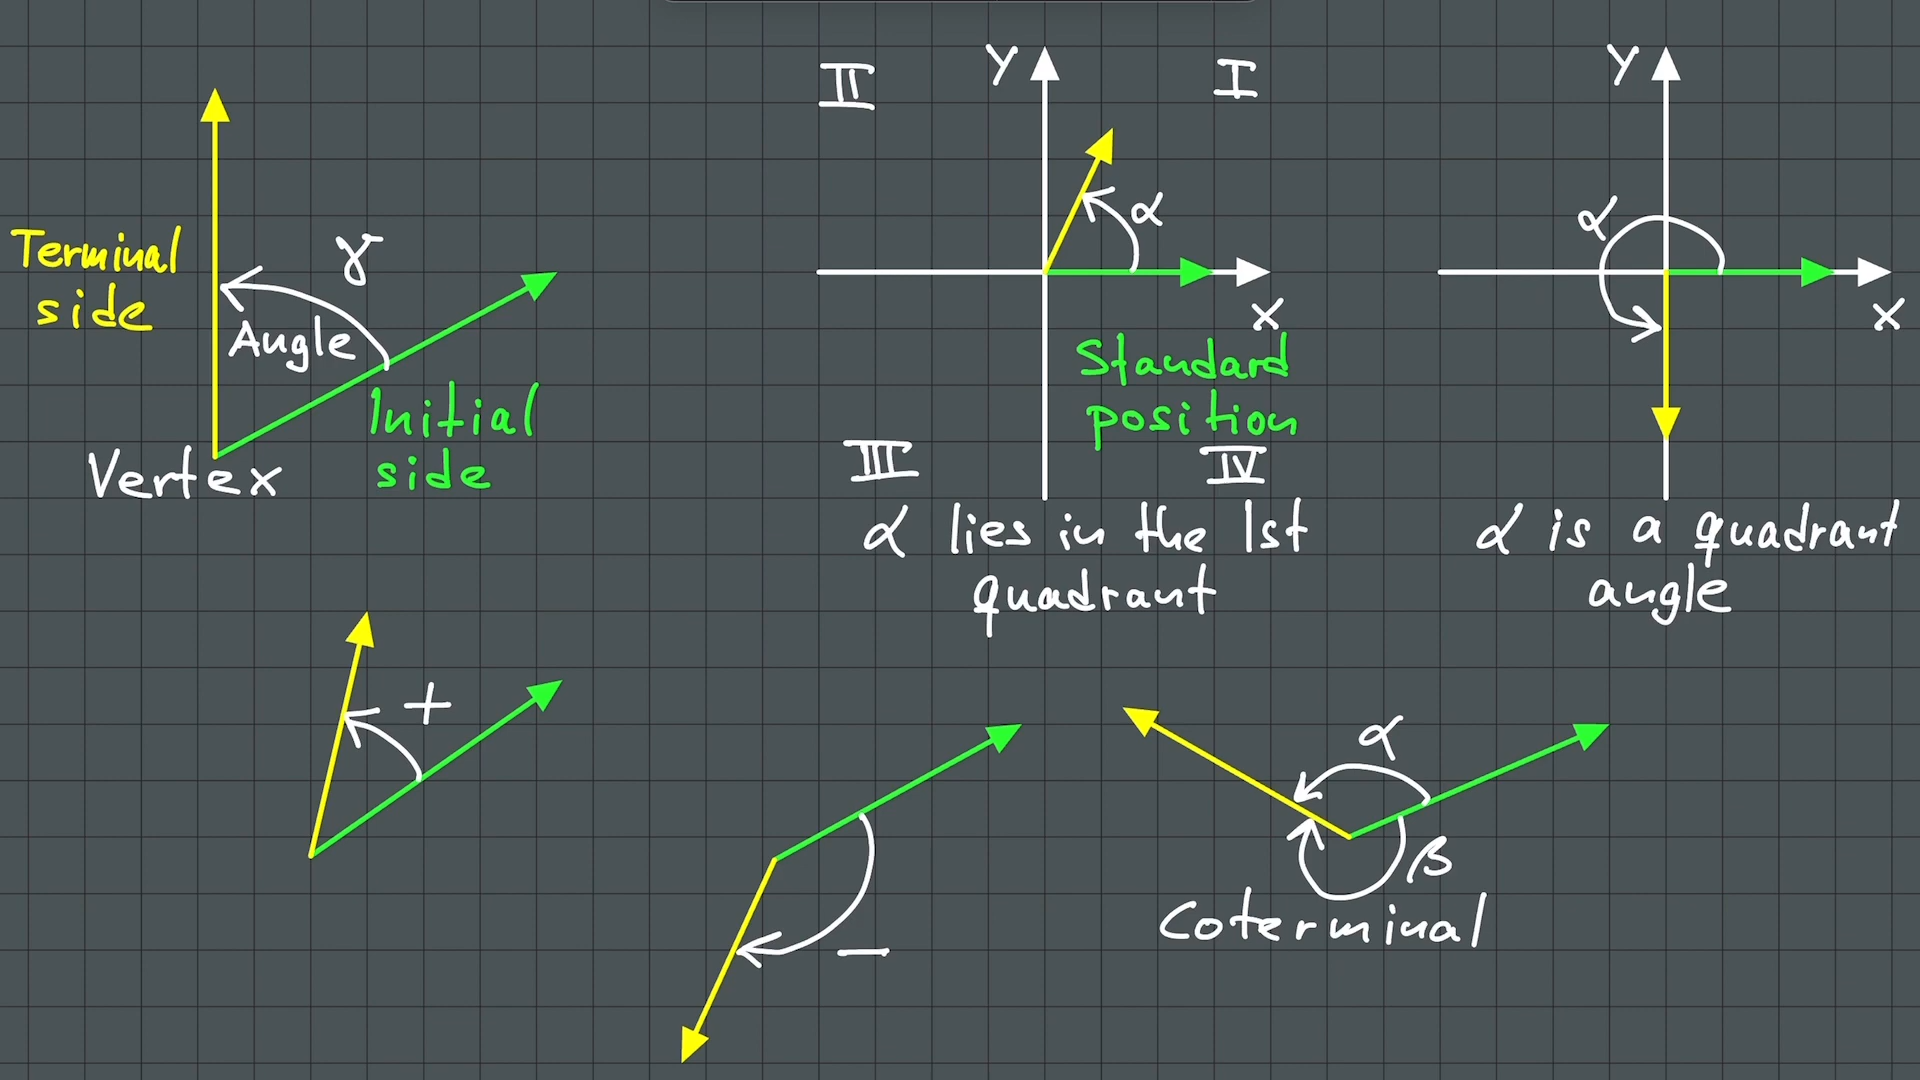 Terminal
side
γ
Angle
Initial
side
Vertex
II
y
I
α
x
Standard
position
III
IV
α lies in the 1st
quadrant
y
α
x
α is a quadrant
angle
+
−
α
β
Coterminal